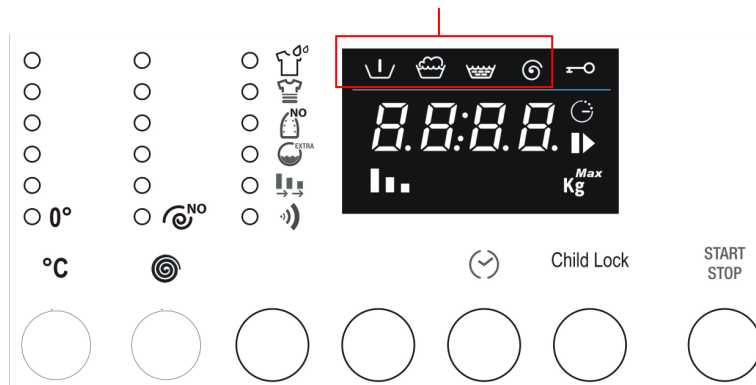 NO
EXTRA
8.8:8.8.
Max
Kg
0°
NO
°C
Child Lock
START
STOP